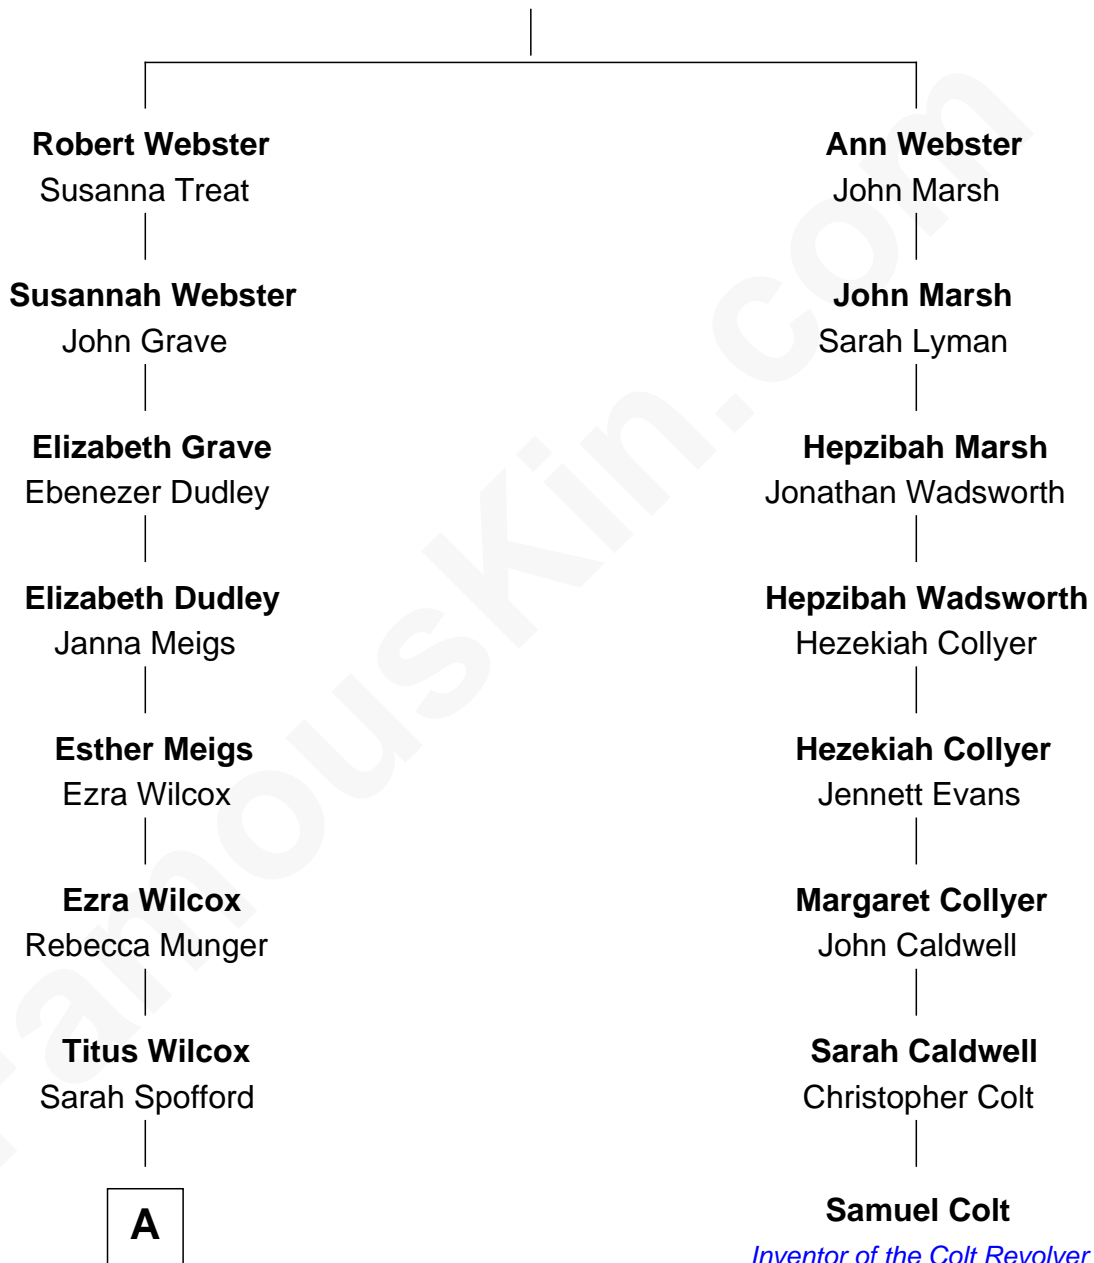 Robert Webster
Susanna Treat
Ann Webster
John Marsh
Susannah Webster
John Grave
John Marsh
Sarah Lyman
Elizabeth Grave
Ebenezer Dudley
Hepzibah Marsh
Jonathan Wadsworth
Elizabeth Dudley
Janna Meigs
Hepzibah Wadsworth
Hezekiah Collyer
Esther Meigs
Ezra Wilcox
Hezekiah Collyer
Jennett Evans
Ezra Wilcox
Rebecca Munger
Margaret Collyer
John Caldwell
Titus Wilcox
Sarah Spofford
Sarah Caldwell
Christopher Colt
A
Samuel Colt
Inventor of the Colt Revolver
FamousKin.com